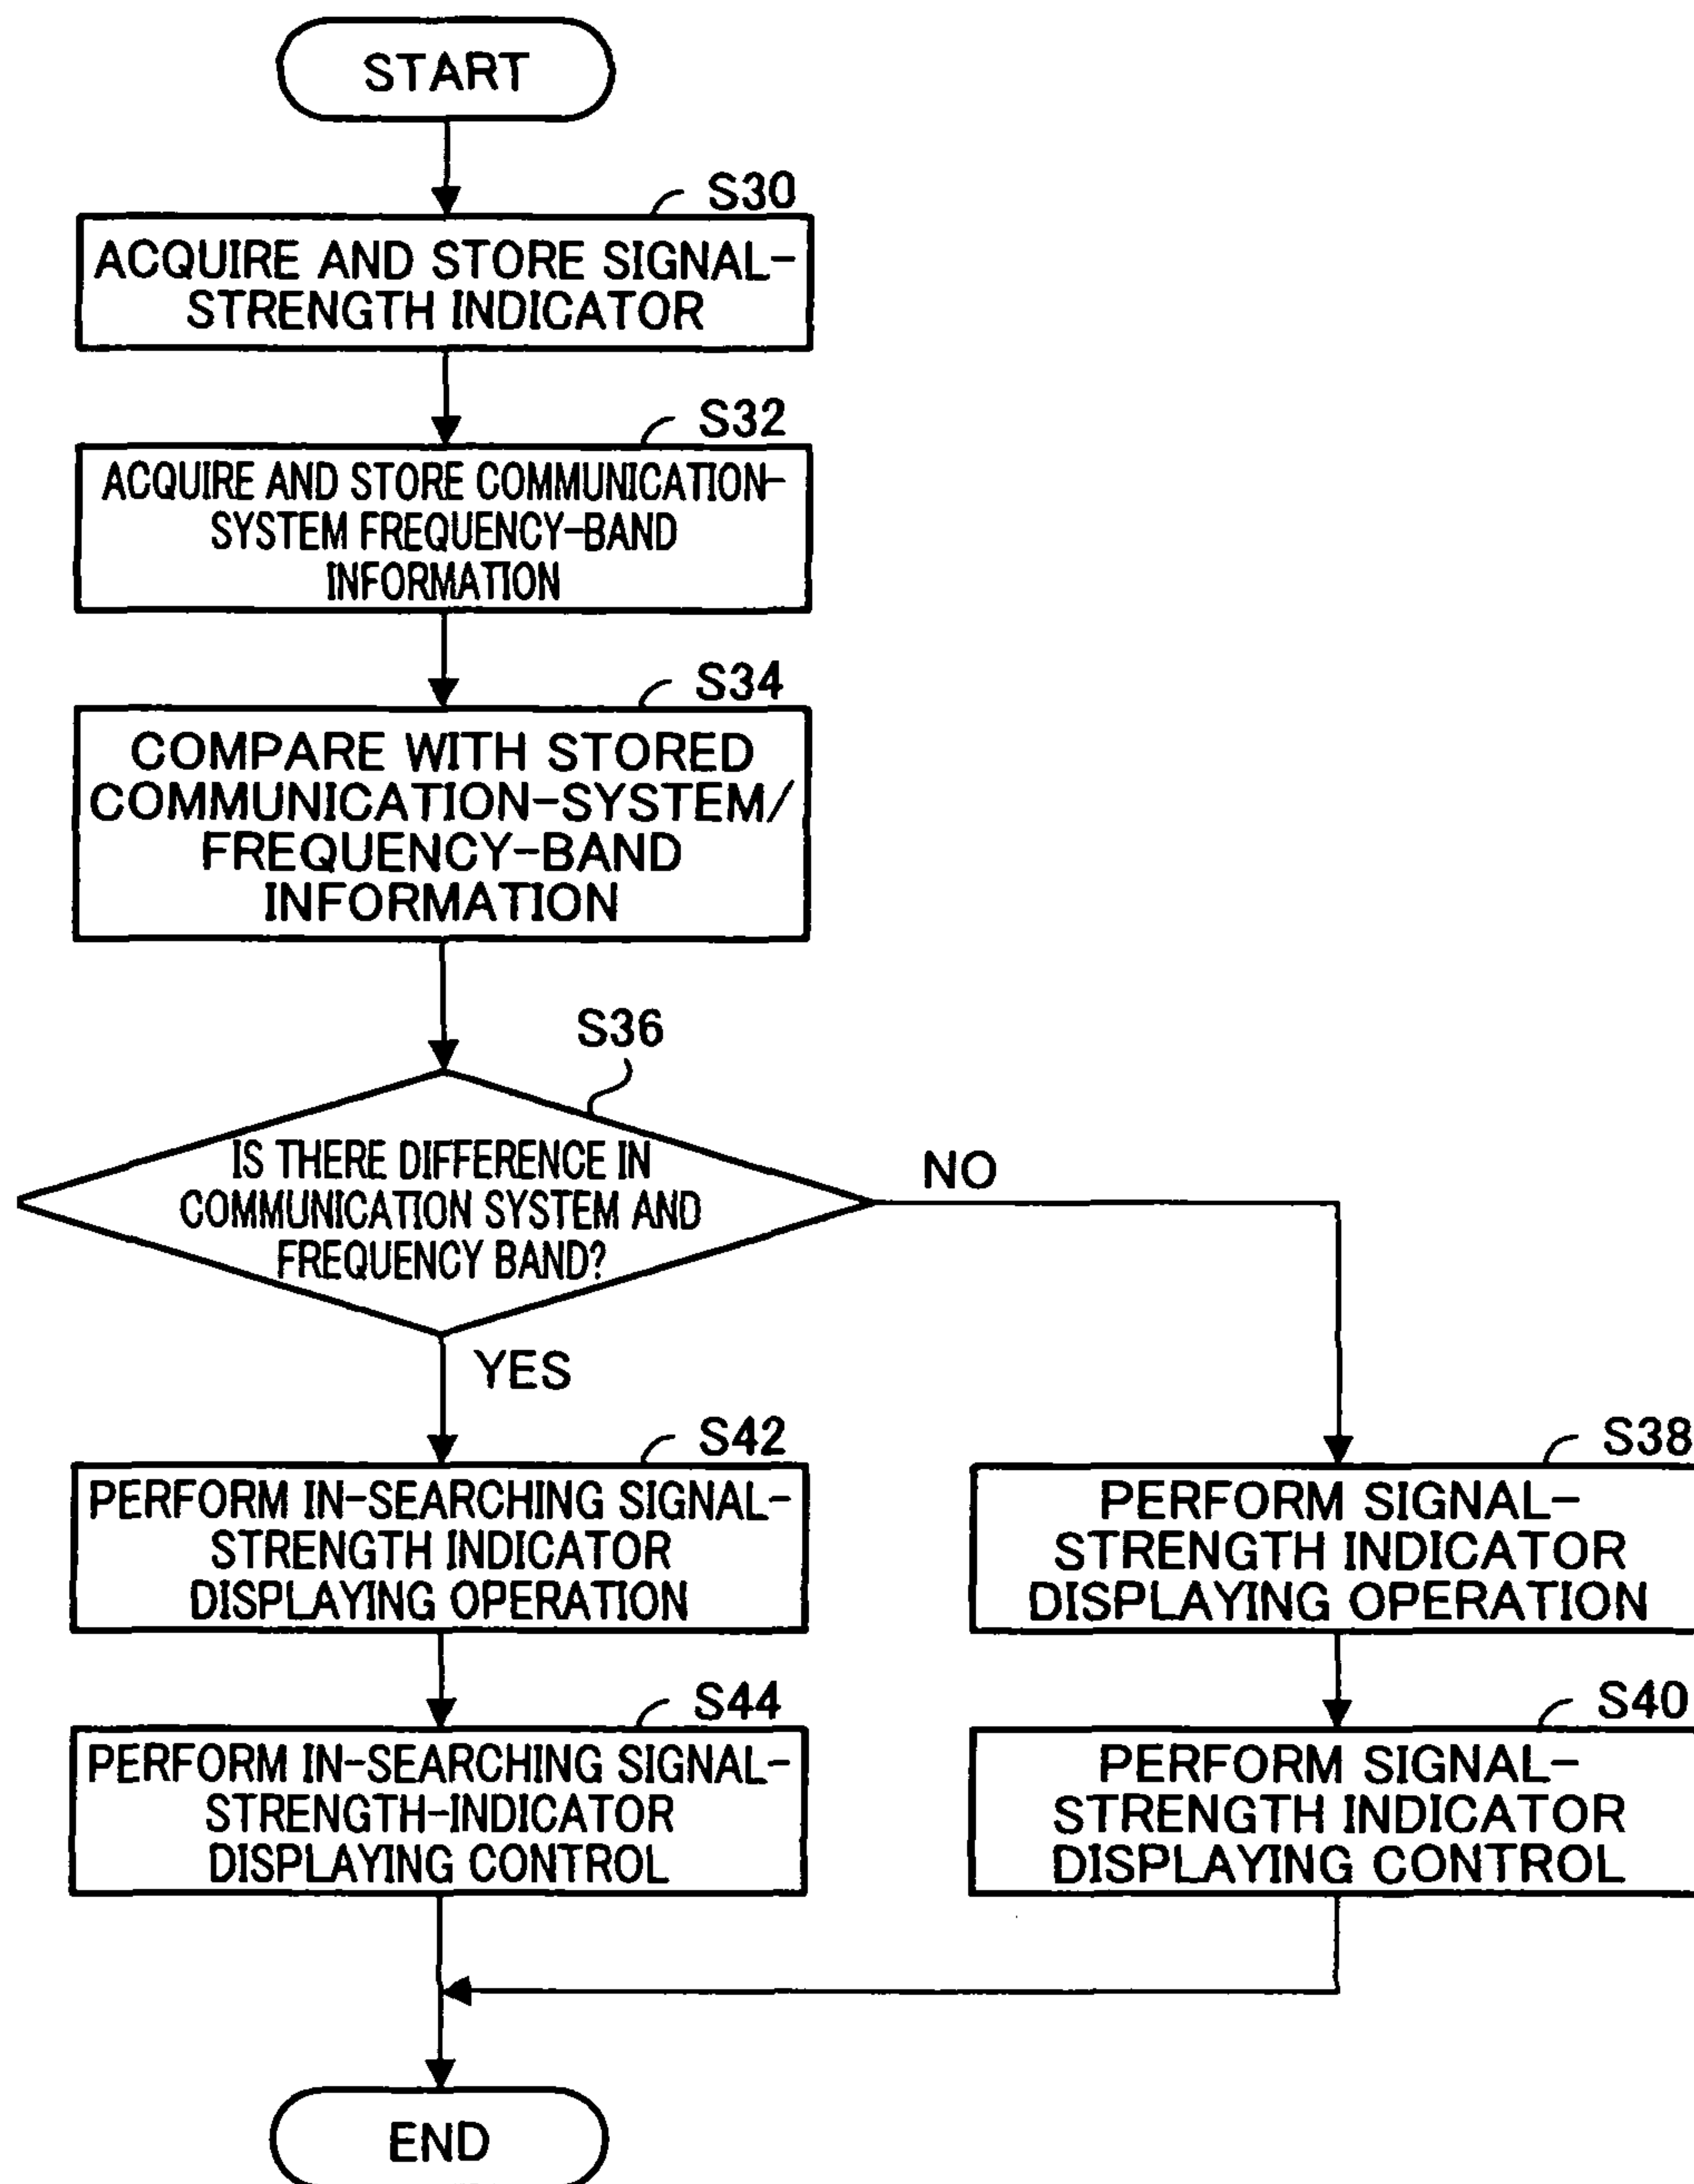 START
S30
ACQUIRE AND STORE SIGNAL-
STRENGTH INDICATOR
S32
ACQUIRE AND STORE COMMUNICATION-
SYSTEM FREQUENCY-BAND
INFORMATION
S34
COMPARE WITH STORED
COMMUNICATION-SYSTEM/
FREQUENCY-BAND
INFORMATION
S36
IS THERE DIFFERENCE IN
COMMUNICATION SYSTEM AND
FREQUENCY BAND?
NO
YES
S42
PERFORM IN-SEARCHING SIGNAL-
STRENGTH INDICATOR
DISPLAYING OPERATION
S38
PERFORM SIGNAL-
STRENGTH INDICATOR
DISPLAYING OPERATION
S44
PERFORM IN-SEARCHING SIGNAL-
STRENGTH-INDICATOR
DISPLAYING CONTROL
S40
PERFORM SIGNAL-
STRENGTH INDICATOR
DISPLAYING CONTROL
END